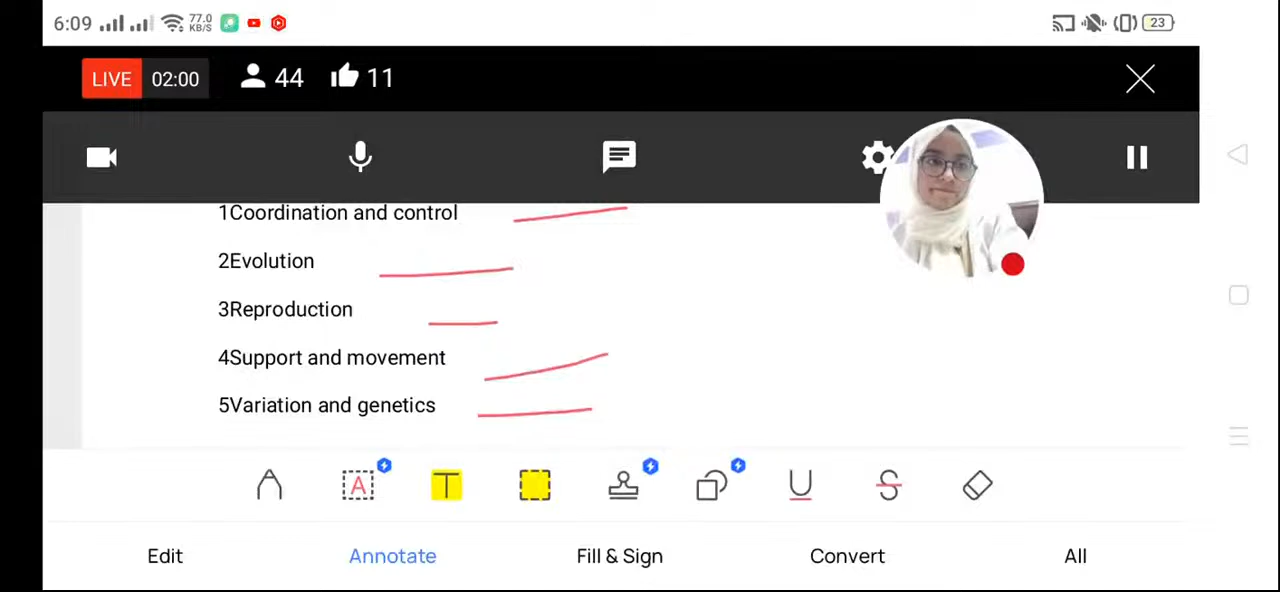 6:09 77.0 KB/S 23
LIVE 02:00 44 11
1Coordination and control
2Evolution
3Reproduction
4Support and movement
5Variation and genetics
A T U S
Edit Annotate Fill & Sign Convert All